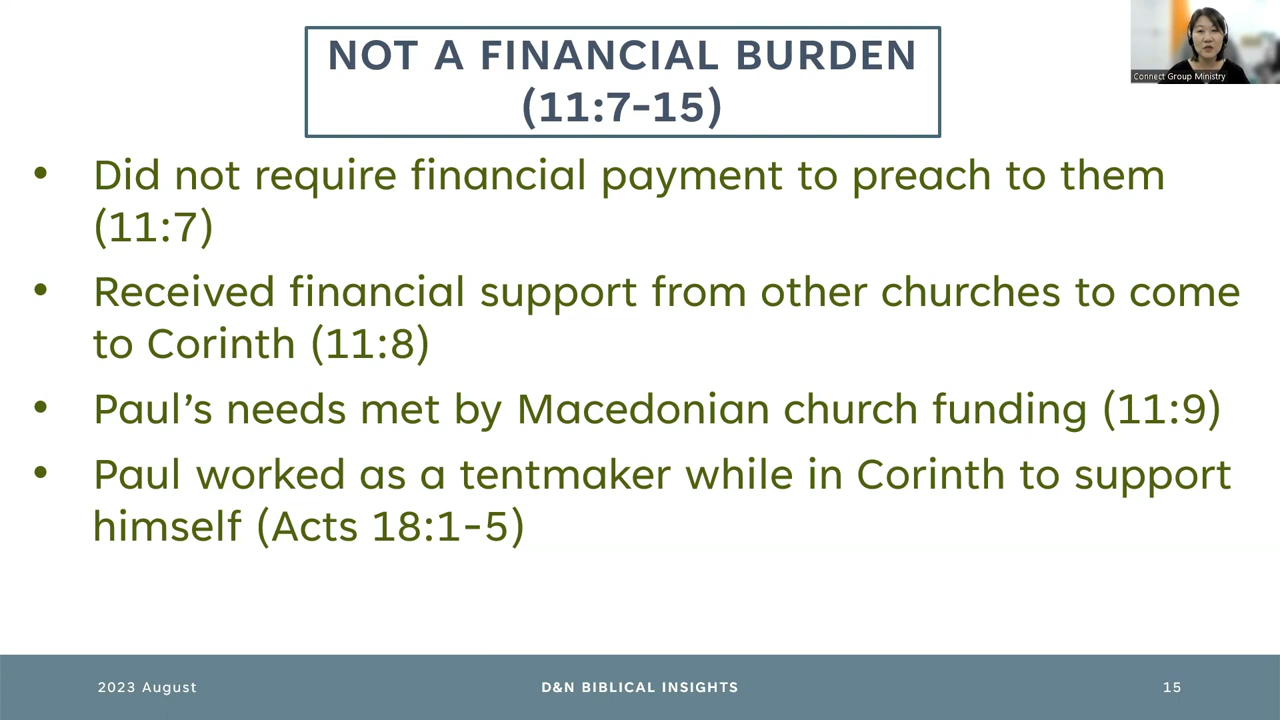 NOT A FINANCIAL BURDEN
(11:7-15)
Connect Group Ministry
• Did not require financial payment to preach to them
(11:7)
• Received financial support from other churches to come
to Corinth (11:8)
• Paul’s needs met by Macedonian church funding (11:9)
• Paul worked as a tentmaker while in Corinth to support
himself (Acts 18:1-5)
2023 August
D&N BIBLICAL INSIGHTS
15